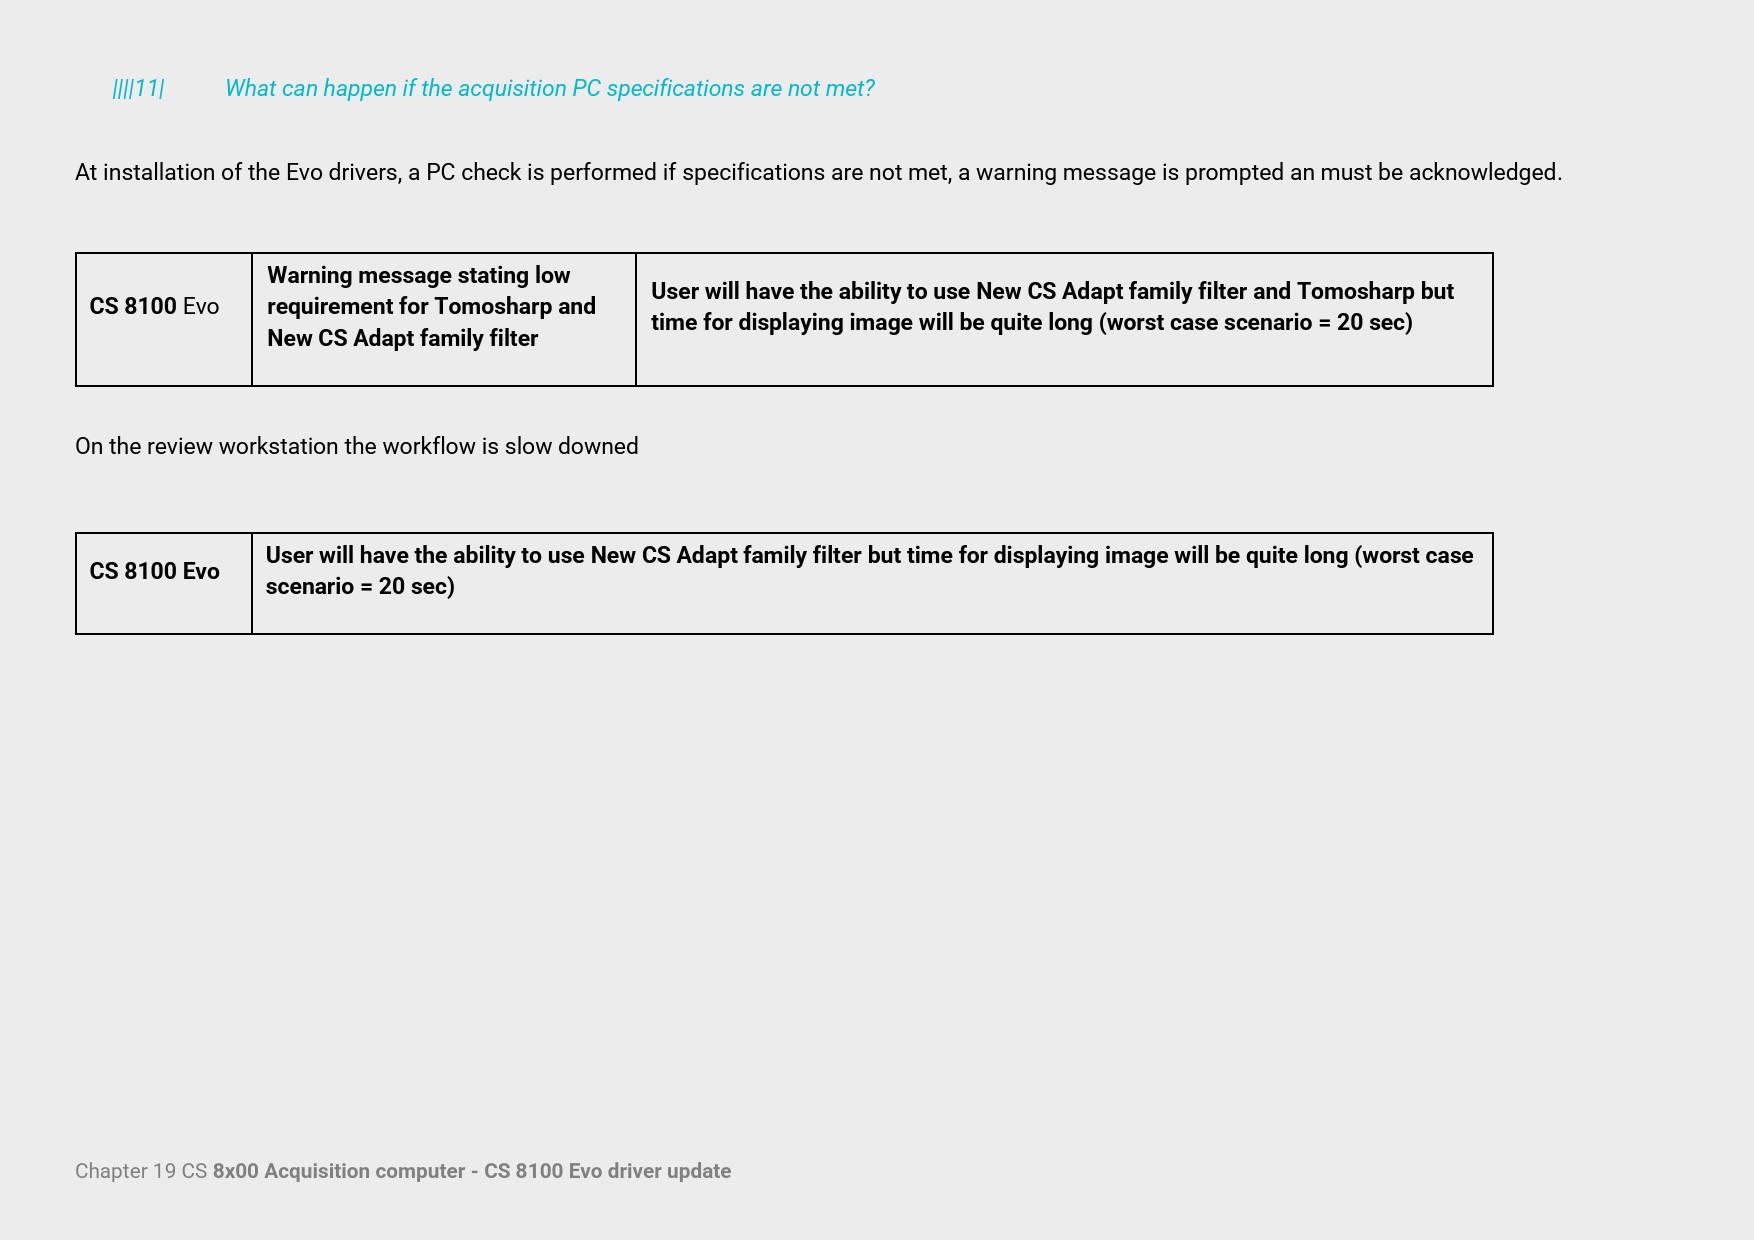 ||||11| What can happen if the acquisition PC specifications are not met?
At installation of the Evo drivers, a PC check is performed if specifications are not met, a warning message is prompted an must be acknowledged.
CS 8100 Evo
Warning message stating low
requirement for Tomosharp and
New CS Adapt family filter
User will have the ability to use New CS Adapt family filter and Tomosharp but
time for displaying image will be quite long (worst case scenario = 20 sec)
On the review workstation the workflow is slow downed
CS 8100 Evo
User will have the ability to use New CS Adapt family filter but time for displaying image will be quite long (worst case
scenario = 20 sec)
Chapter 19 CS 8x00 Acquisition computer - CS 8100 Evo driver update